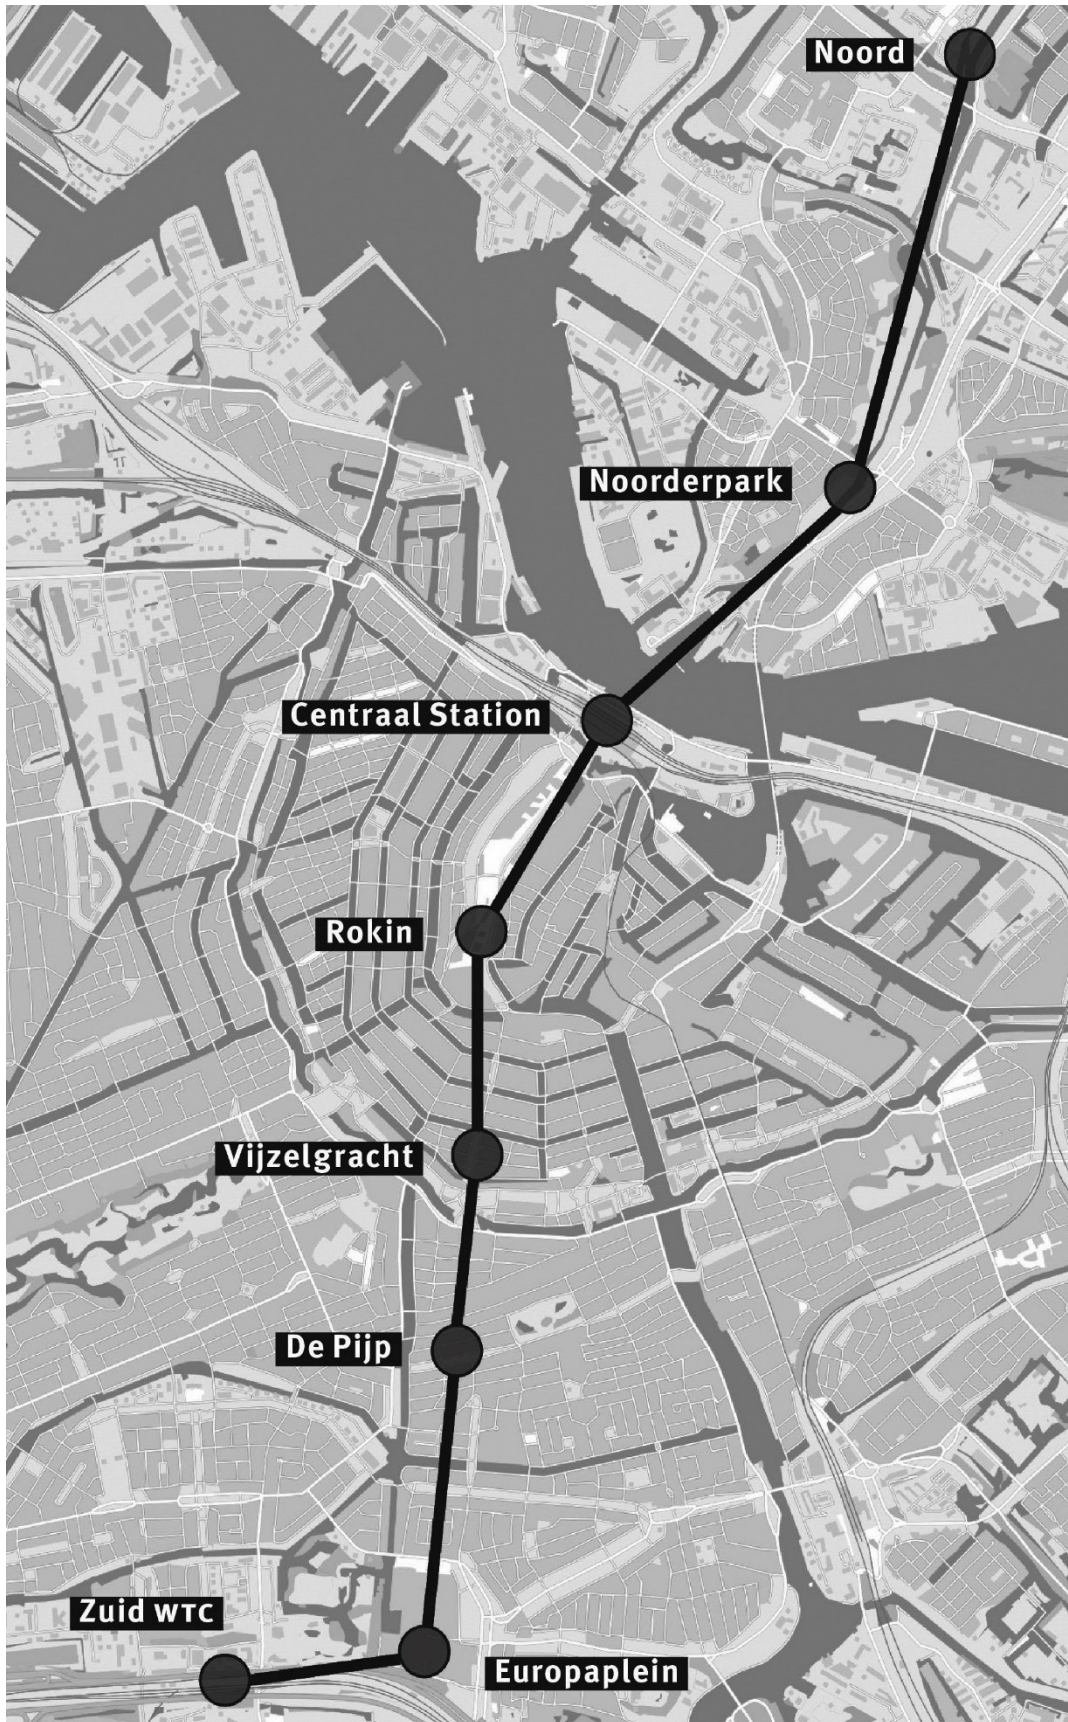 Noord
Noorderpark
Centraal Station
Rokin
Vijzelgracht
De Pijp
Zuid WTC
Europaplein